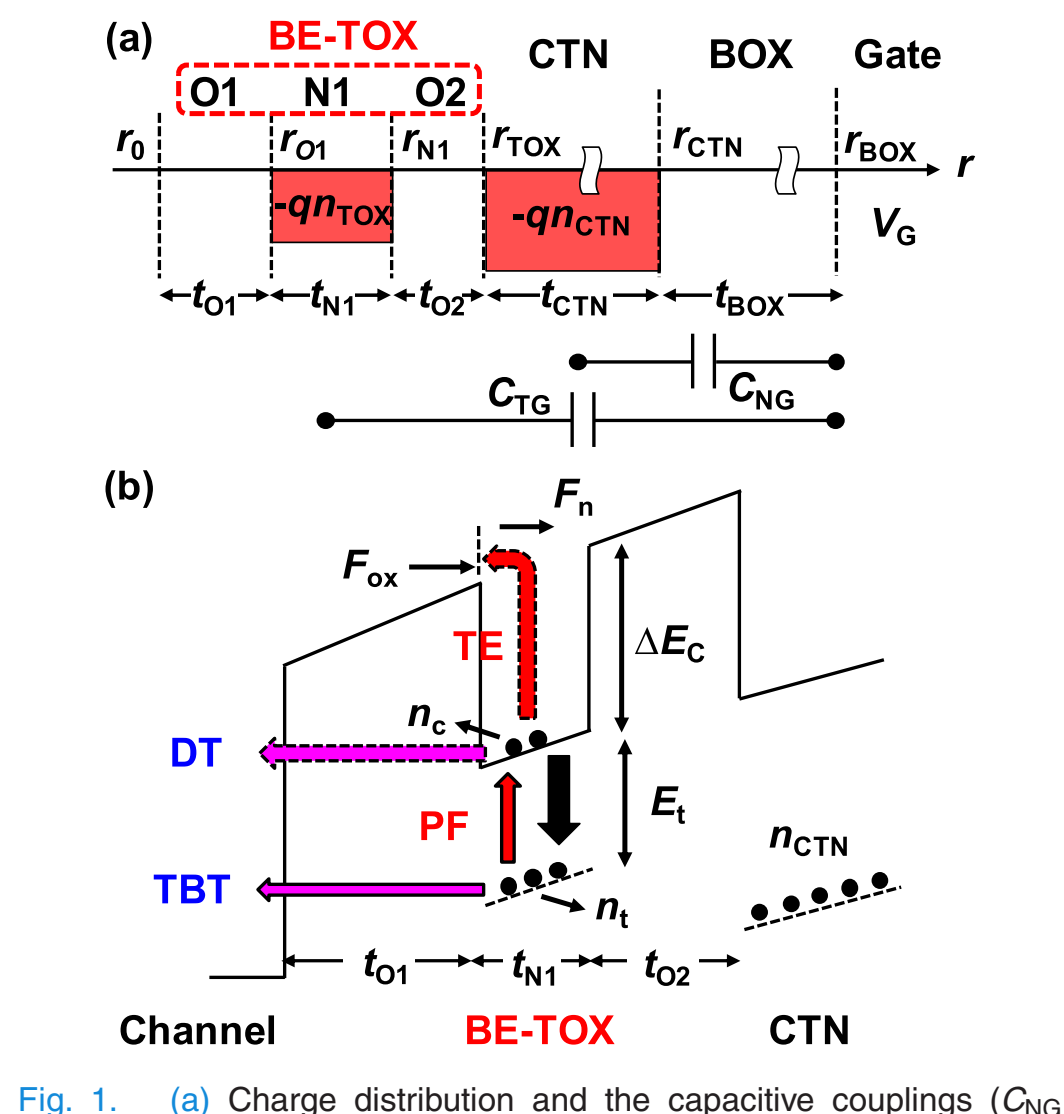 (a) BE-TOX CTN BOX Gate
O1 N1 O2
r0 rO1 rN1 rTOX rCTN rBOX r
-qnTOX -qnCTN VG
tO1 tN1 tO2 tCTN tBOX
CNG
CTG
(b)
Fn
Fox
TE ΔEC
nc
DT
Et
PF
nCTN
TBT
nt
tO1 tN1 tO2
Channel BE-TOX CTN
Fig. 1. (a) Charge distribution and the capacitive couplings (CNG